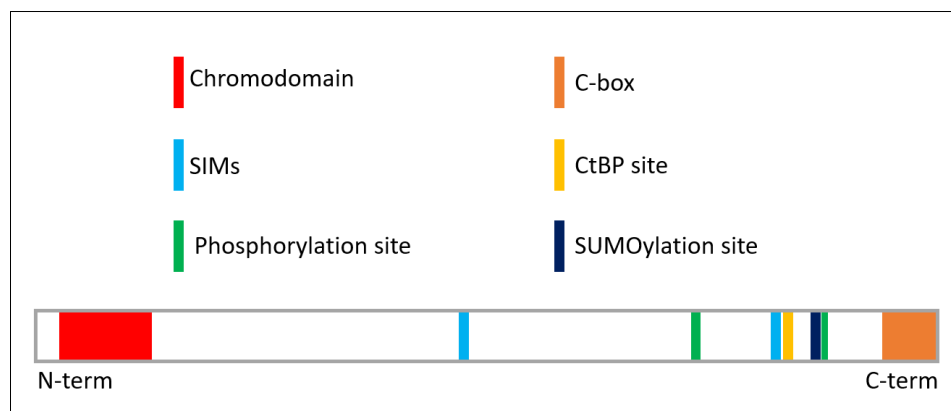 Chromodomain
C-box
SIMs
CtBP site
Phosphorylation site
SUMOylation site
N-term
C-term